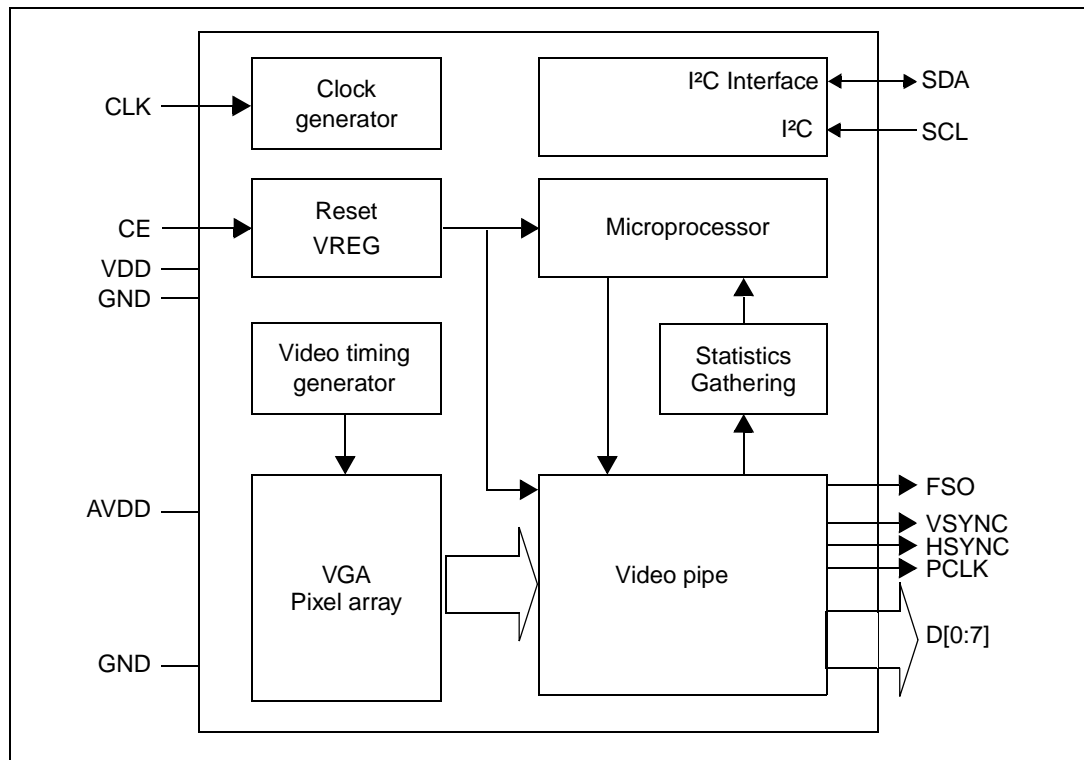 CLK
Clock
generator
I²C Interface
SDA
I²C
SCL
CE
Reset
VREG
Microprocessor
VDD
GND
Video timing
generator
Statistics
Gathering
AVDD
VGA
Pixel array
Video pipe
FSO
VSYNC
HSYNC
PCLK
D[0:7]
GND